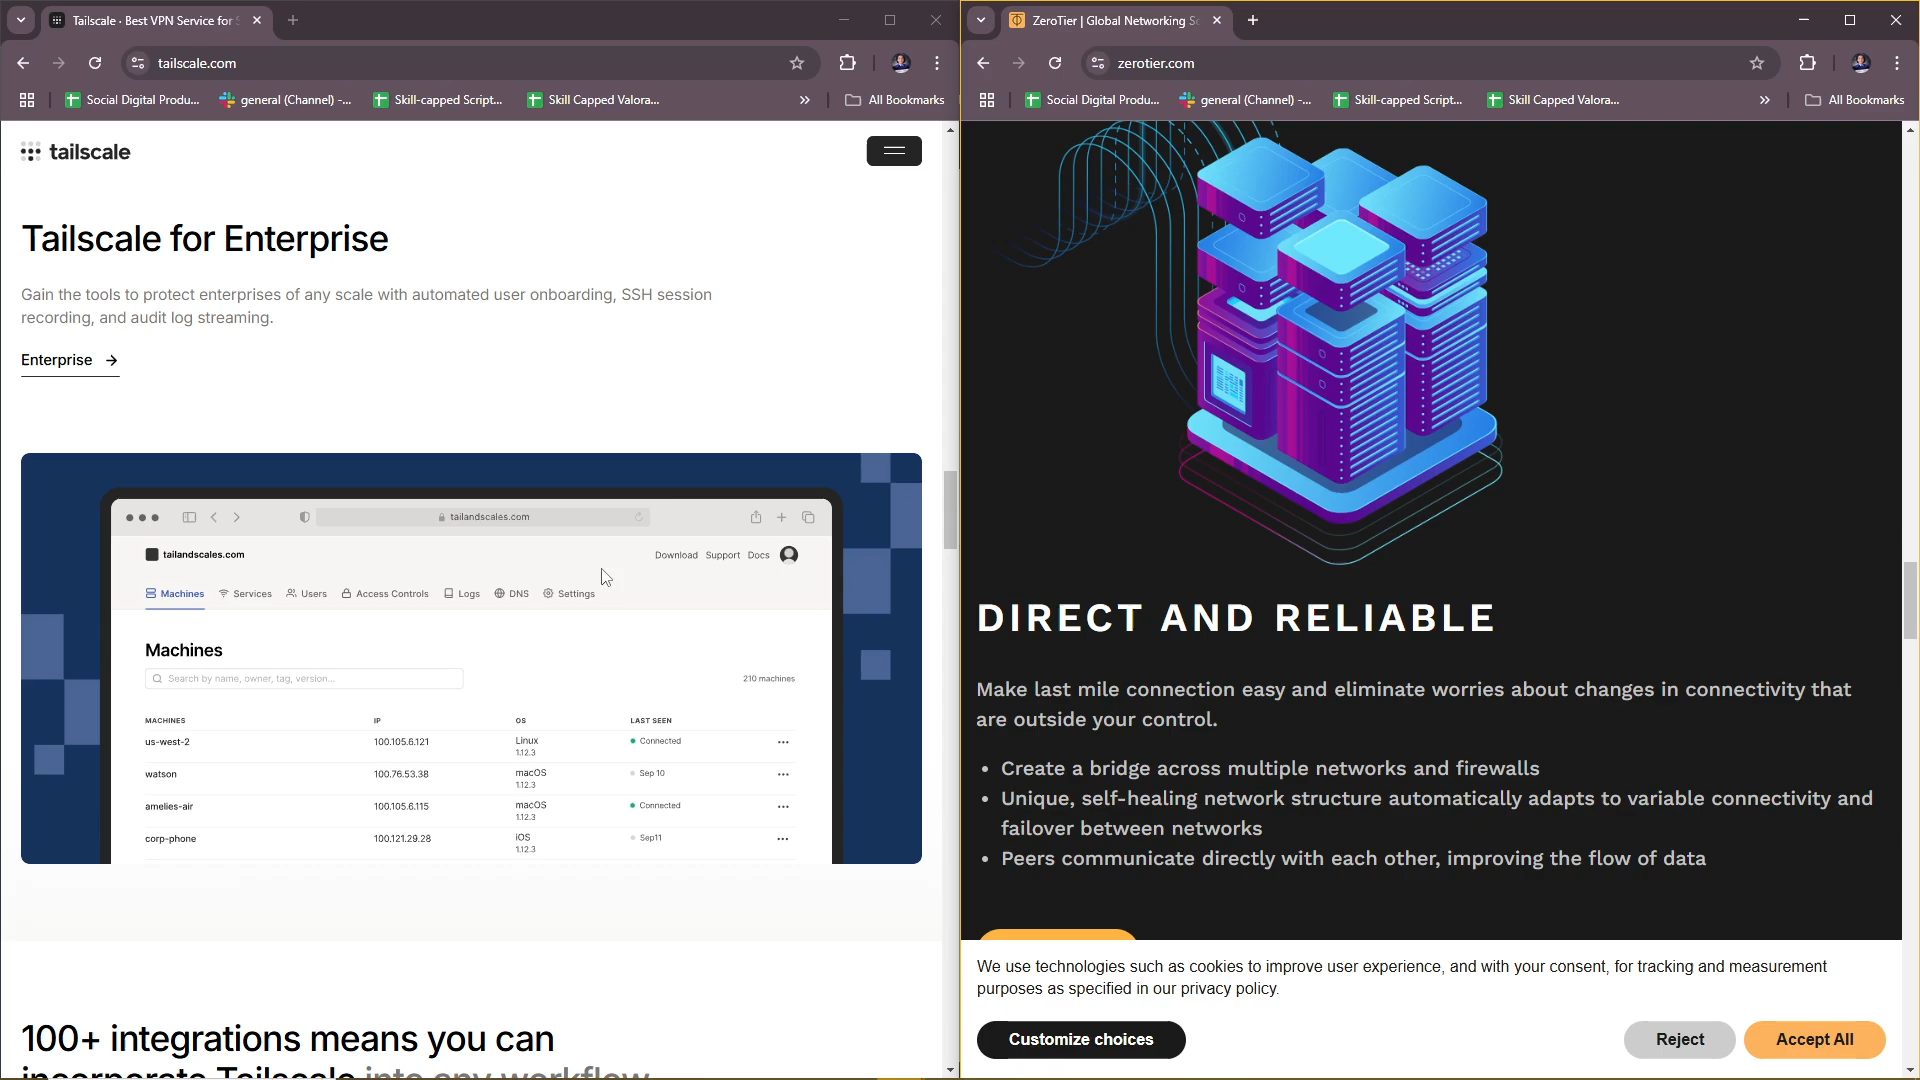 Tailscale · Best VPN Service for S
tailscale.com
Social Digital Produ...
general (Channel) -...
Skill-capped Script...
Skill Capped Valora...
All Bookmarks
tailscale
Tailscale for Enterprise
Gain the tools to protect enterprises of any scale with automated user onboarding, SSH session
recording, and audit log streaming.
Enterprise →
tailandscales.com
tailandscales.com
Download Support Docs
Machines Services Users Access Controls Logs DNS Settings
Machines
Search by name, owner, tag, version...
210 machines
MACHINES IP OS LAST SEEN
us-west-2 100.105.6.121 Linux Connected
1.12.3
watson 100.76.53.38 macOS Sep 10
1.12.3
amelies-air 100.105.6.115 macOS Connected
1.12.3
corp-phone 100.121.29.28 iOS Sep11
1.12.3
100+ integrations means you can
incorporate Tailscale into any workflow
ZeroTier | Global Networking So
zerotier.com
Social Digital Produ...
general (Channel) -...
Skill-capped Script...
Skill Capped Valora...
All Bookmarks
DIRECT AND RELIABLE
Make last mile connection easy and eliminate worries about changes in connectivity that
are outside your control.
• Create a bridge across multiple networks and firewalls
• Unique, self-healing network structure automatically adapts to variable connectivity and
failover between networks
• Peers communicate directly with each other, improving the flow of data
We use technologies such as cookies to improve user experience, and with your consent, for tracking and measurement
purposes as specified in our privacy policy.
Customize choices
Reject
Accept All